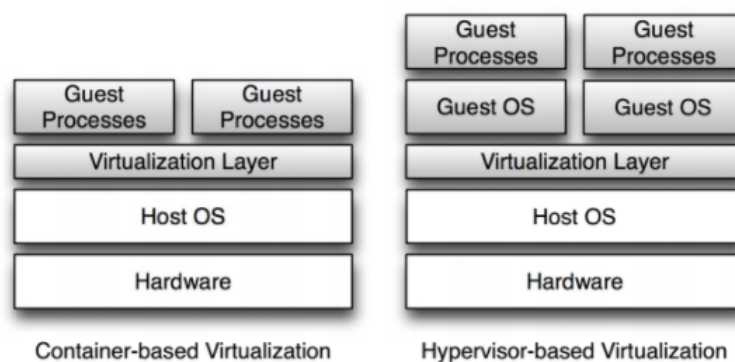 Guest
Processes
Guest
Processes
Virtualization Layer
Host OS
Hardware
Container-based Virtualization
Guest
Processes
Guest
Processes
Guest OS
Guest OS
Virtualization Layer
Host OS
Hardware
Hypervisor-based Virtualization